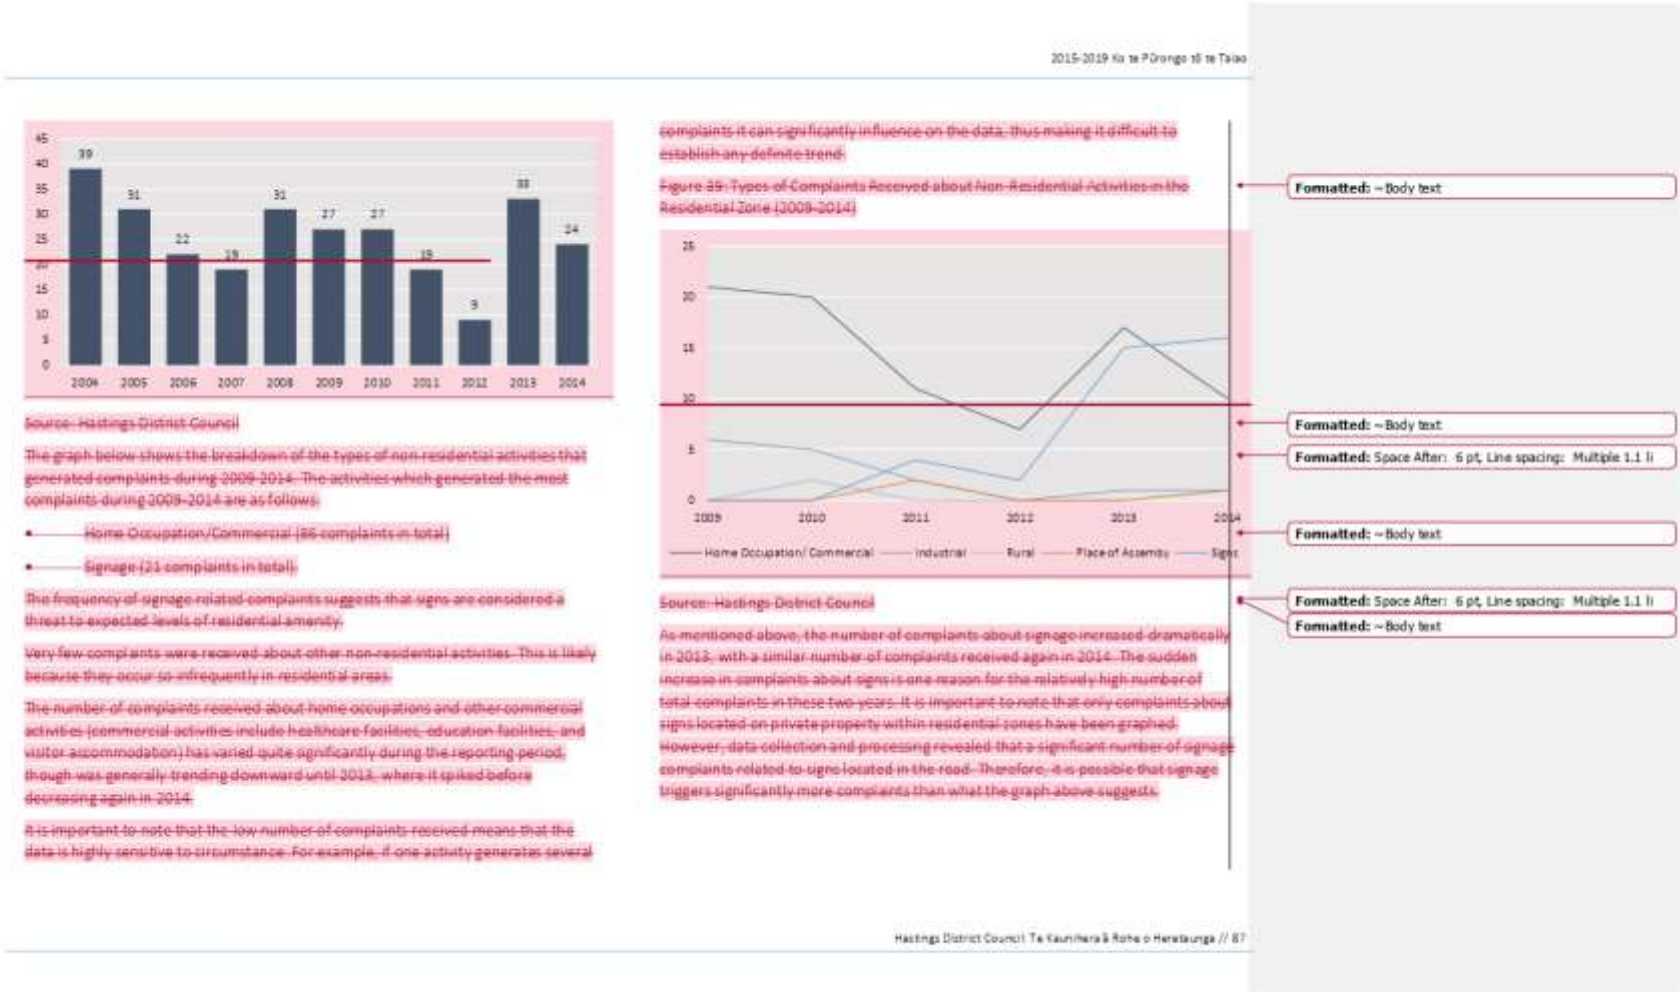 2015-2019 Ko te Pūrongo tō te Taiao
45
40
35
30
25
20
15
10
5
0
39
31
22
19
31
27
27
19
9
33
24
2004 2005 2006 2007 2008 2009 2010 2011 2012 2013 2014
Source: Hastings District Council
The graph below shows the breakdown of the types of non-residential activities that
generated complaints during 2009-2014. The activities which generated the most
complaints during 2009-2014 are as follows:
• Home Occupation/Commercial (86 complaints in total)
• Signage (21 complaints in total).
The frequency of signage related complaints suggests that signs are considered a
threat to expected levels of residential amenity.
Very few complaints were received about other non-residential activities. This is likely
because they occur so infrequently in residential areas.
The number of complaints received about home occupations and other commercial
activities (commercial activities include healthcare facilities, education facilities, and
visitor accommodation) has varied quite significantly during the reporting period,
though was generally trending downward until 2013, where it spiked before
decreasing again in 2014.
It is important to note that the low number of complaints received means that the
data is highly sensitive to circumstance. For example, if one activity generates several
complaints it can significantly influence on the data, thus making it difficult to
establish any definite trend.
Figure 39: Types of Complaints Received about Non-Residential Activities in the
Residential Zone (2009-2014)
25
20
15
10
5
0
2009 2010 2011 2012 2013 2014
Home Occupation/ Commercial Industrial Rural Place of Assemby Signs
Source: Hastings District Council
As mentioned above, the number of complaints about signage increased dramatically
in 2013, with a similar number of complaints received again in 2014. The sudden
increase in complaints about signs is one reason for the relatively high number of
total complaints in these two years. It is important to note that only complaints about
signs located on private property within residential zones have been graphed.
However, data collection and processing revealed that a significant number of signage
complaints related to signs located in the road. Therefore, it is possible that signage
triggers significantly more complaints than what the graph above suggests.
Formatted: ~Body text
Formatted: ~Body text
Formatted: Space After: 6 pt, Line spacing: Multiple 1.1 li
Formatted: ~Body text
Formatted: Space After: 6 pt, Line spacing: Multiple 1.1 li
Formatted: ~Body text
Hastings District Council: Te Kaunihera ā Rohe o Heretaunga // 87